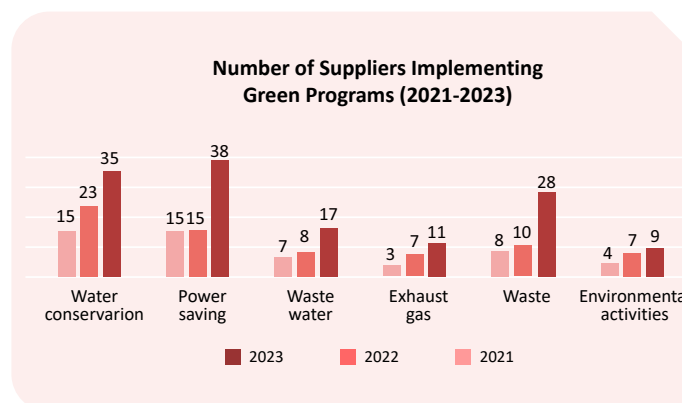 Number of Suppliers Implementing
Green Programs (2021-2023)
15 23 35
15 15 38
7 8 17
3 7 11
8 10 28
4 7 9
Water
conservarion
Power
saving
Waste
water
Exhaust
gas
Waste
Environmenta
activities
2023 2022 2021